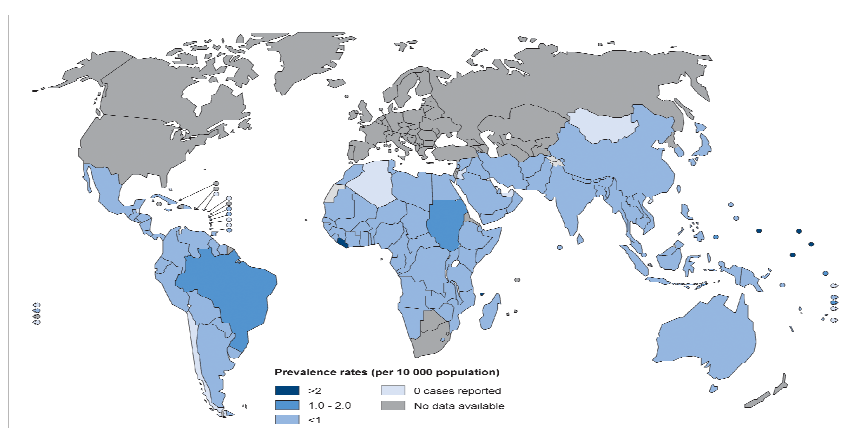 Prevalence rates (per 10 000 population)
>2
1.0 - 2.0
<1
0 cases reported
No data available